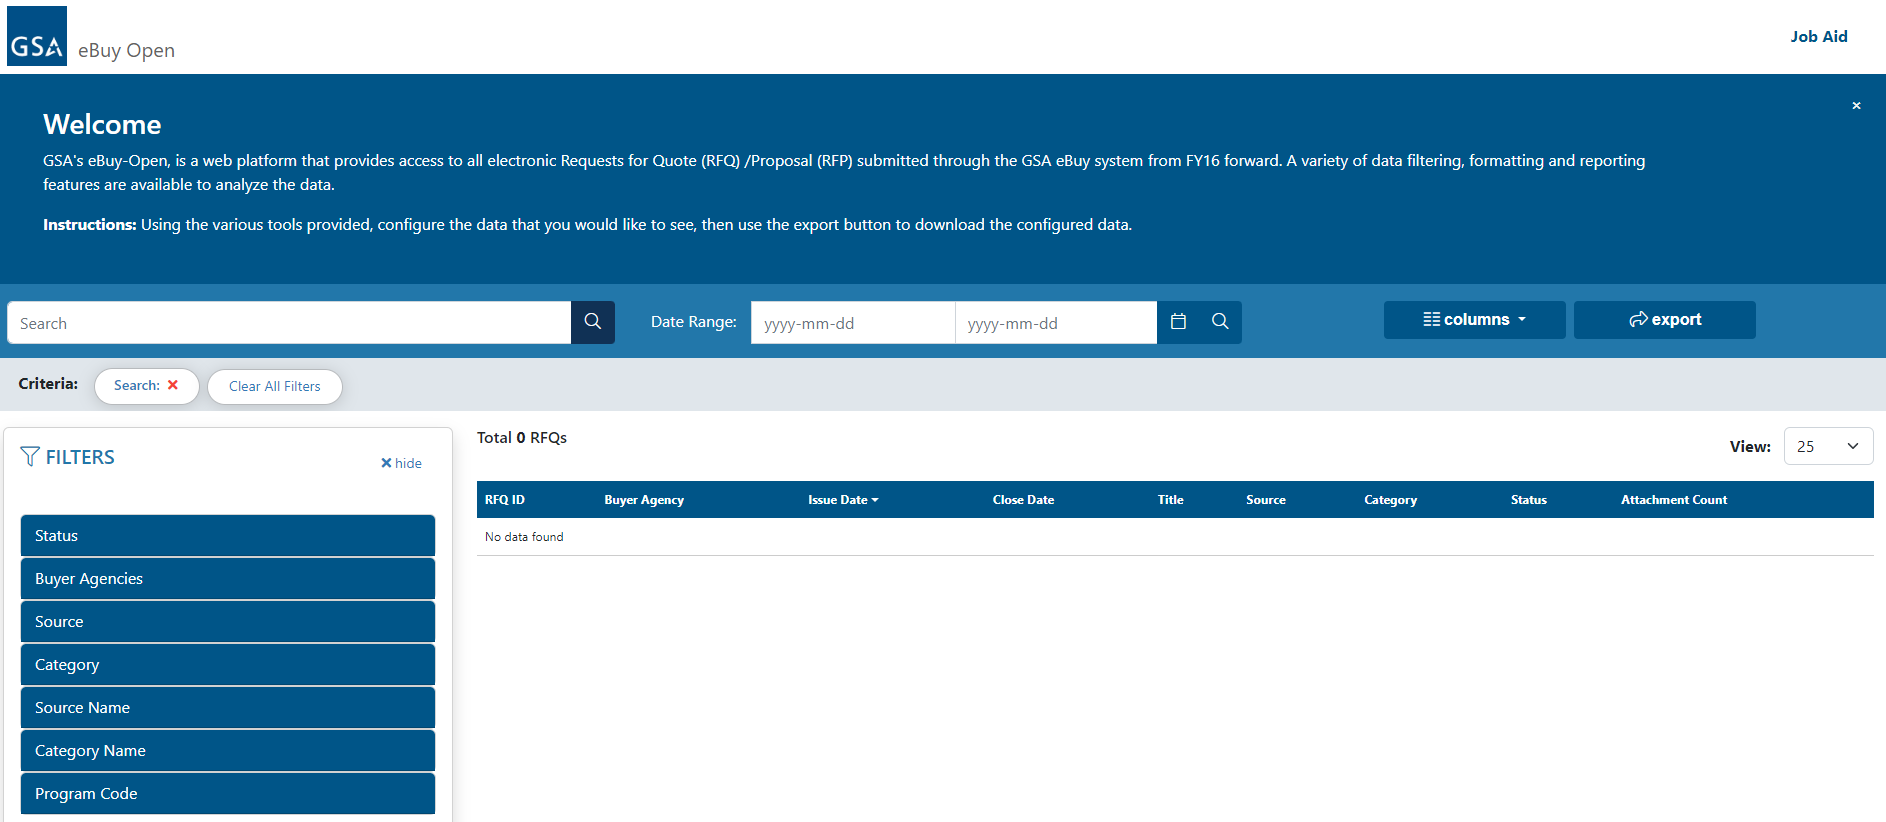 GSA eBuy Open
Job Aid
Welcome
×
GSA's eBuy-Open, is a web platform that provides access to all electronic Requests for Quote (RFQ) /Proposal (RFP) submitted through the GSA eBuy system from FY16 forward. A variety of data filtering, formatting and reporting
features are available to analyze the data.
Instructions: Using the various tools provided, configure the data that you would like to see, then use the export button to download the configured data.
Search
Date Range: yyyy-mm-dd yyyy-mm-dd
columns
export
Criteria: Search: ✕ Clear All Filters
FILTERS
✕ hide
Status
Buyer Agencies
Source
Category
Source Name
Category Name
Program Code
Total 0 RFQs
View: 25
RFQ ID Buyer Agency Issue Date Close Date Title Source Category Status Attachment Count
No data found